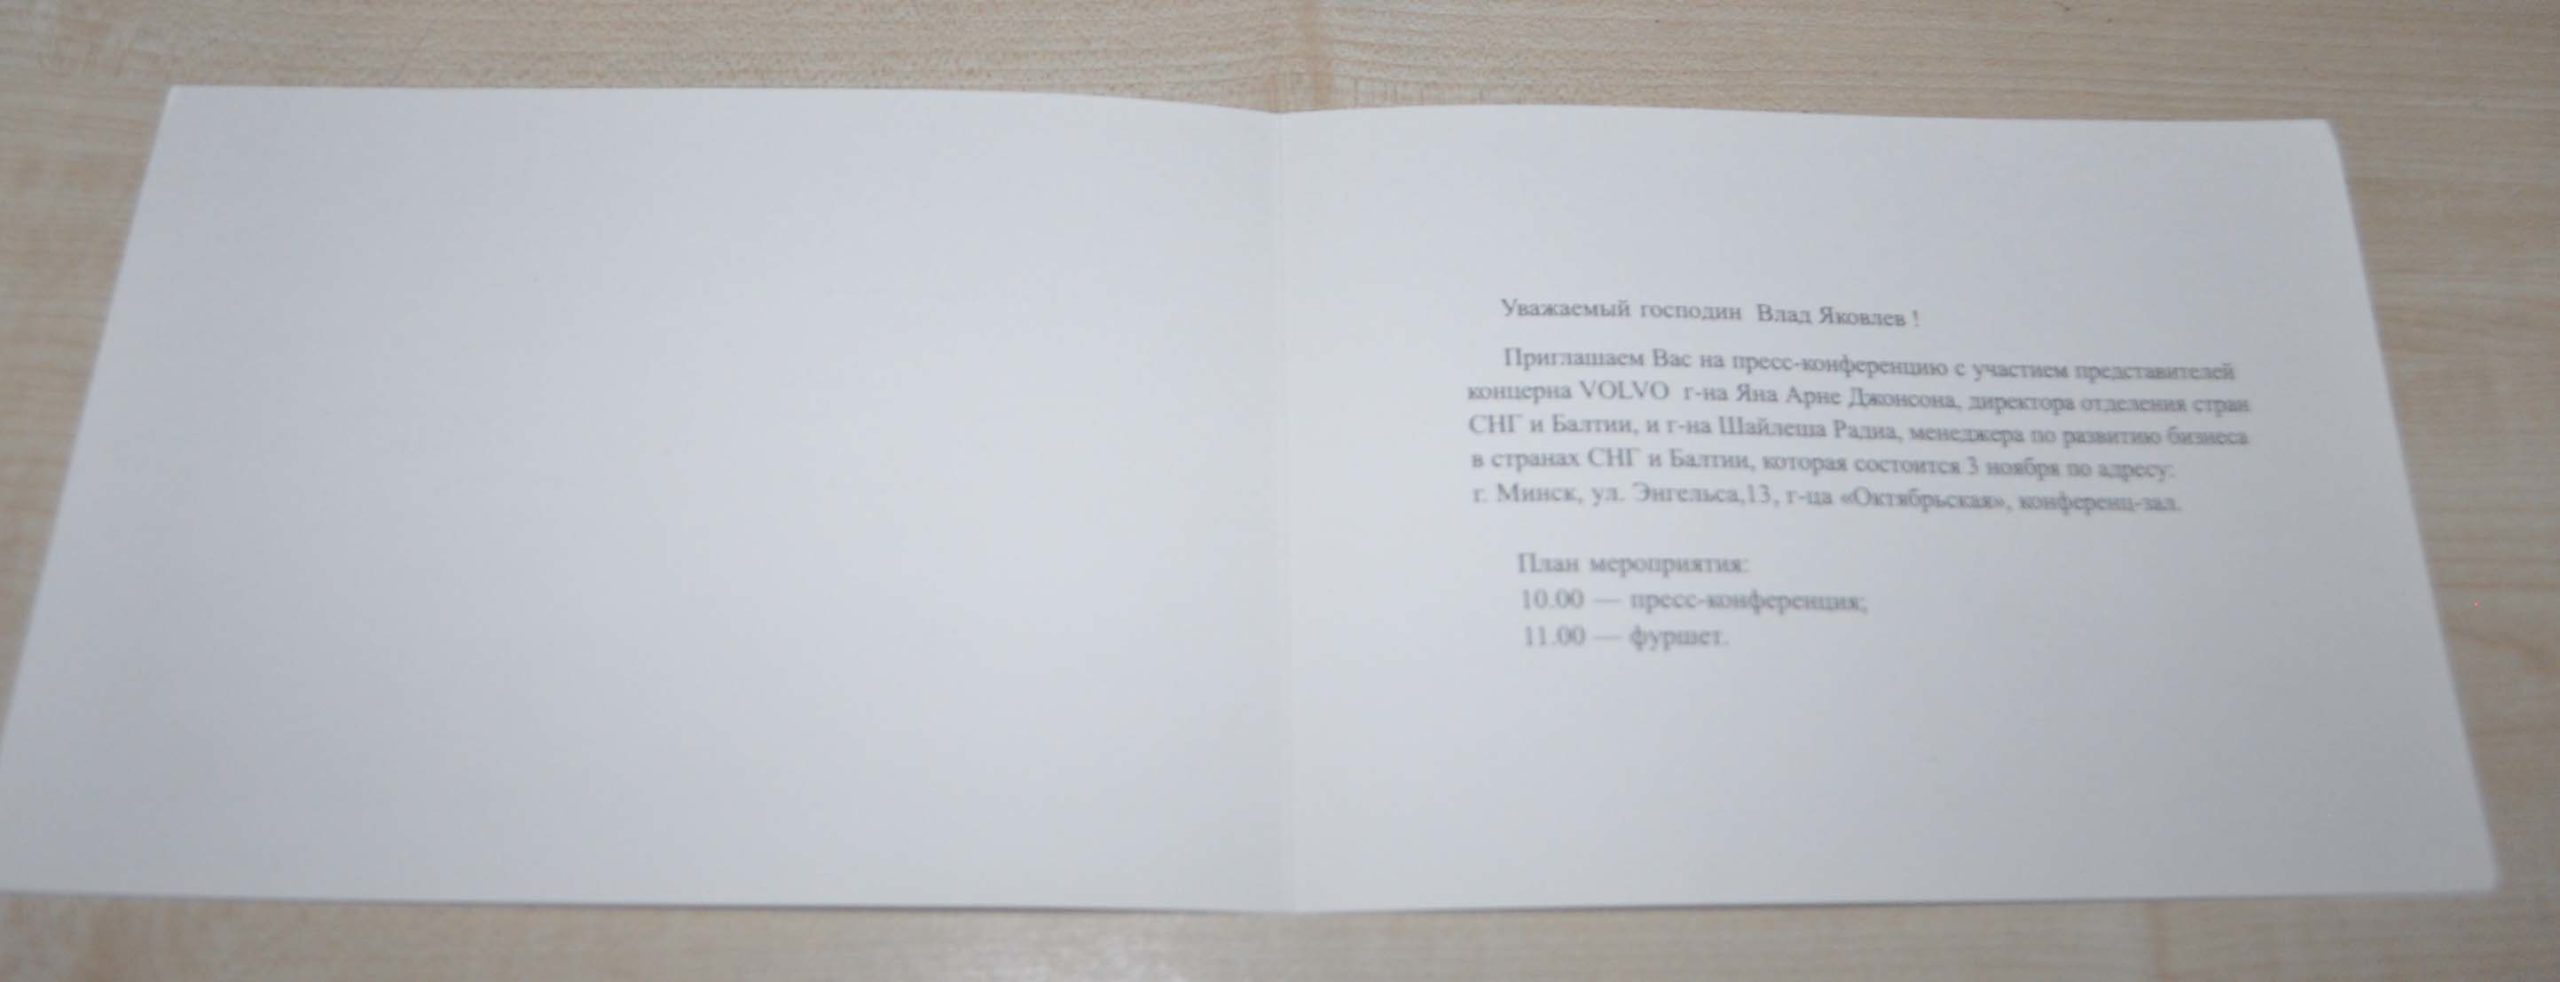 Уважаемый господин Влад Яковлев !
Приглашаем Вас на пресс-конференцию с участием представителей
концерна VOLVO г-на Яна Арне Джонсона, директора отделения стран
СНГ и Балтии, и г-на Шайлеша Радиа, менеджера по развитию бизнеса
в странах СНГ и Балтии, которая состоится 3 ноября по адресу:
г. Минск, ул. Энгельса,13, г-ца «Октябрьская», конференц-зал.
План мероприятия:
10.00 — пресс-конференция;
11.00 — фуршет.